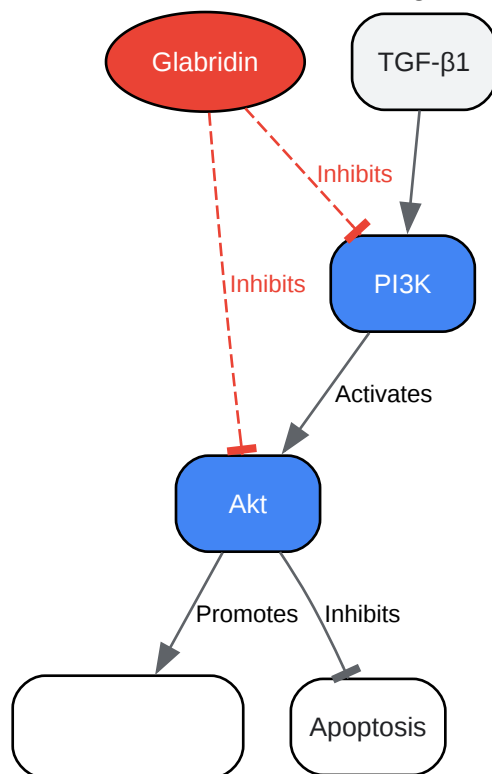 Glabridin
TGF-β1
Inhibits
Inhibits
PI3K
Activates
Akt
Promotes
Inhibits
Apoptosis